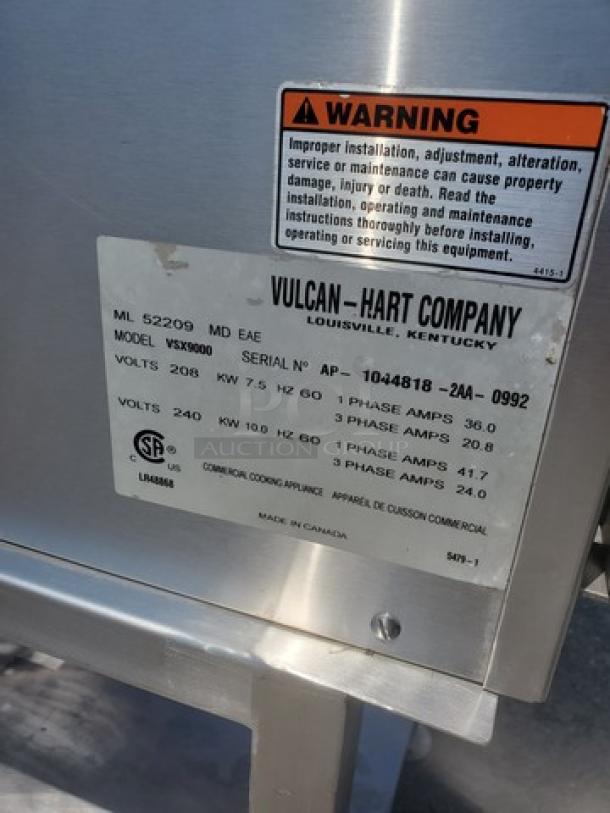 WARNING
Improper installation, adjustment, alteration,
service or maintenance can cause property
damage, injury or death. Read the
installation, operating and maintenance
instructions thoroughly before installing,
operating or servicing this equipment.
4415-1
VULCAN-HART COMPANY
LOUISVILLE, KENTUCKY
ML 52209 MD EAE
MODEL VSX9000 SERIAL Nº AP- 1044818 -2AA- 0992
VOLTS 208 KW 7.5 HZ 60 1 PHASE AMPS 36.0
3 PHASE AMPS 20.8
VOLTS 240 KW 10.0 HZ 60 1 PHASE AMPS 41.7
3 PHASE AMPS 24.0
CSA ®
C US
LR48868
COMMERCIAL COOKING APPLIANCE APPAREIL DE CUISSON COMMERCIAL
MADE IN CANADA
5479-1
PCI
AUCTION GROUP